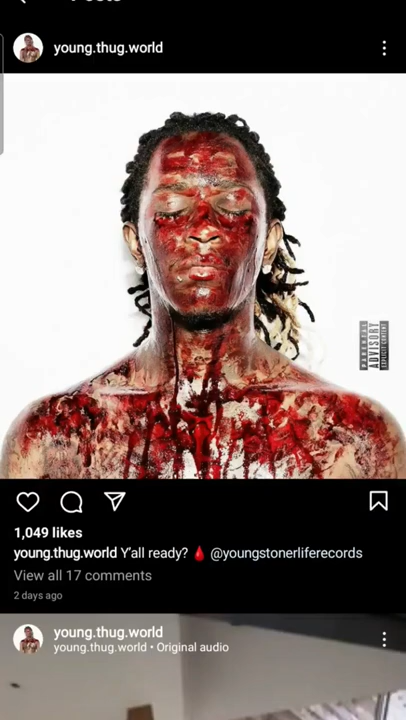 young.thug.world
PARENTAL
ADVISORY
EXPLICIT CONTENT
1,049 likes
young.thug.world Y'all ready? 🩸 @youngstonerliferecords
View all 17 comments
2 days ago
young.thug.world
young.thug.world • Original audio